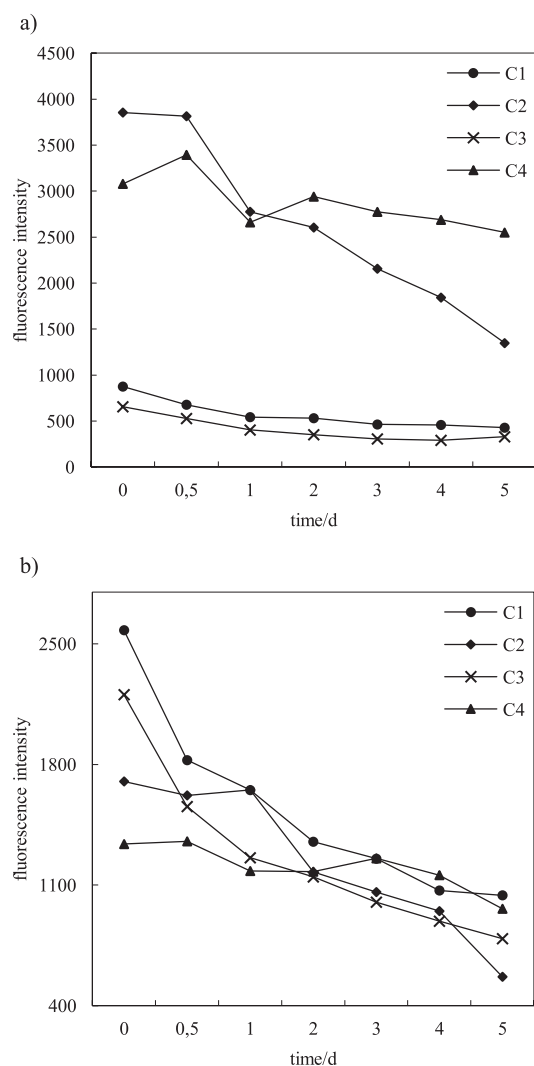 a)
4500
4000
3500
3000
2500
2000
1500
1000
500
0
fluorescence intensity
C1
C2
C3
C4
0 0,5 1 2 3 4 5
time/d
b)
2500
1800
1100
400
fluorescence intensity
C1
C2
C3
C4
0 0,5 1 2 3 4 5
time/d